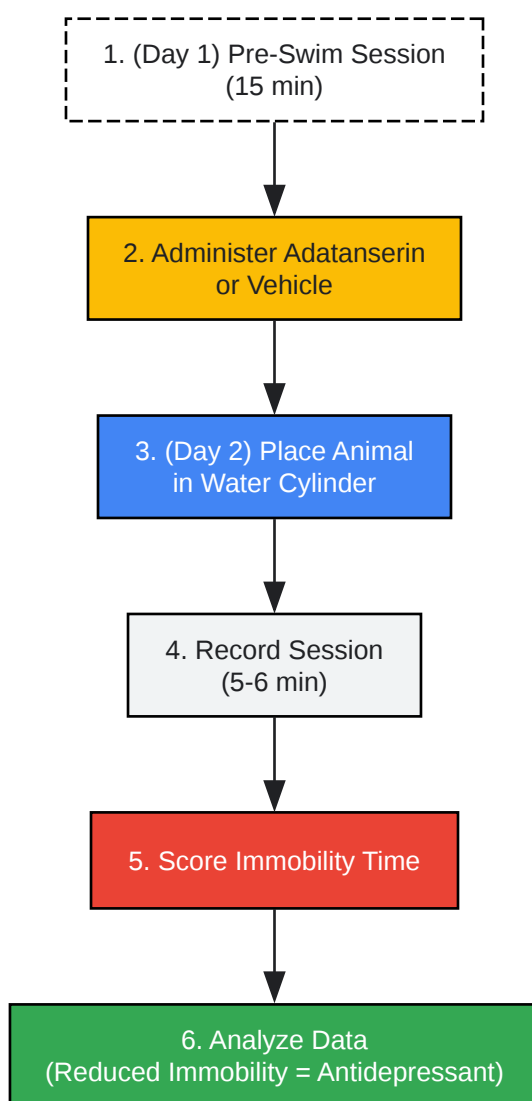 1. (Day 1) Pre-Swim Session
(15 min)
2. Administer Adatanserin
or Vehicle
3. (Day 2) Place Animal
in Water Cylinder
4. Record Session
(5-6 min)
5. Score Immobility Time
6. Analyze Data
(Reduced Immobility = Antidepressant)